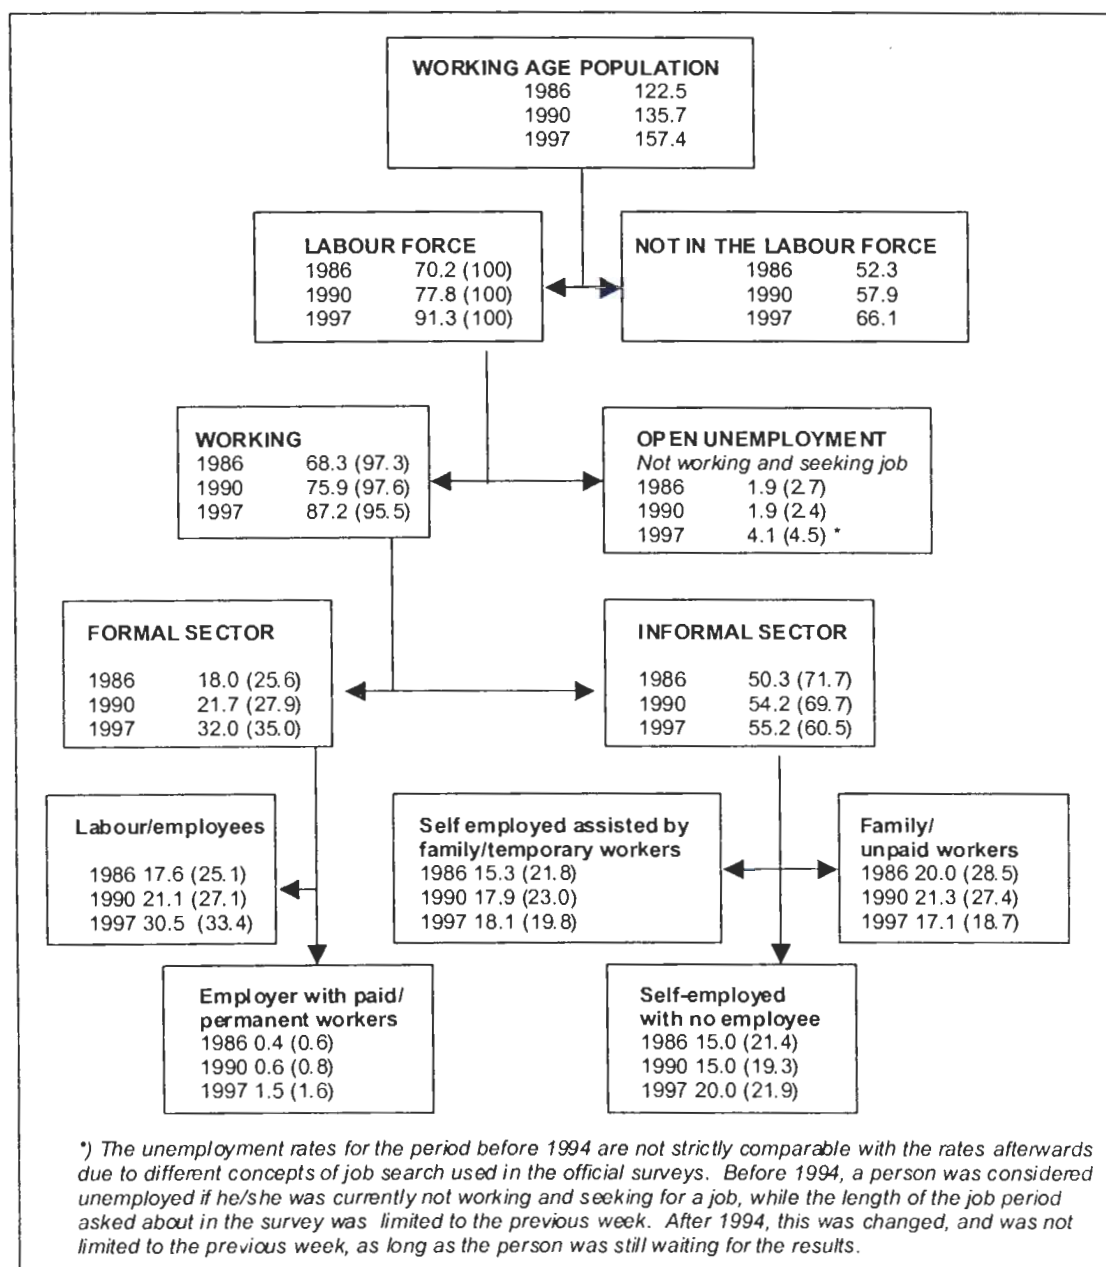 WORKING AGE POPULATION
1986 122.5
1990 135.7
1997 157.4
LABOUR FORCE
1986 70.2 (100)
1990 77.8 (100)
1997 91.3 (100)
NOT IN THE LABOUR FORCE
1986 52.3
1990 57.9
1997 66.1
WORKING
1986 68.3 (97.3)
1990 75.9 (97.6)
1997 87.2 (95.5)
OPEN UNEMPLOYMENT
Not working and seeking job
1986 1.9 (2.7)
1990 1.9 (2.4)
1997 4.1 (4.5) *
FORMAL SECTOR
1986 18.0 (25.6)
1990 21.7 (27.9)
1997 32.0 (35.0)
INFORMAL SECTOR
1986 50.3 (71.7)
1990 54.2 (69.7)
1997 55.2 (60.5)
Labour/employees
1986 17.6 (25.1)
1990 21.1 (27.1)
1997 30.5 (33.4)
Self employed assisted by
family/temporary workers
1986 15.3 (21.8)
1990 17.9 (23.0)
1997 18.1 (19.8)
Family/
unpaid workers
1986 20.0 (28.5)
1990 21.3 (27.4)
1997 17.1 (18.7)
Employer with paid/
permanent workers
1986 0.4 (0.6)
1990 0.6 (0.8)
1997 1.5 (1.6)
Self-employed
with no employee
1986 15.0 (21.4)
1990 15.0 (19.3)
1997 20.0 (21.9)
*) The unemployment rates for the period before 1994 are not strictly comparable with the rates afterwards
due to different concepts of job search used in the official surveys. Before 1994, a person was considered
unemployed if he/she was currently not working and seeking for a job, while the length of the job period
asked about in the survey was limited to the previous week. After 1994, this was changed, and was not
limited to the previous week, as long as the person was still waiting for the results.